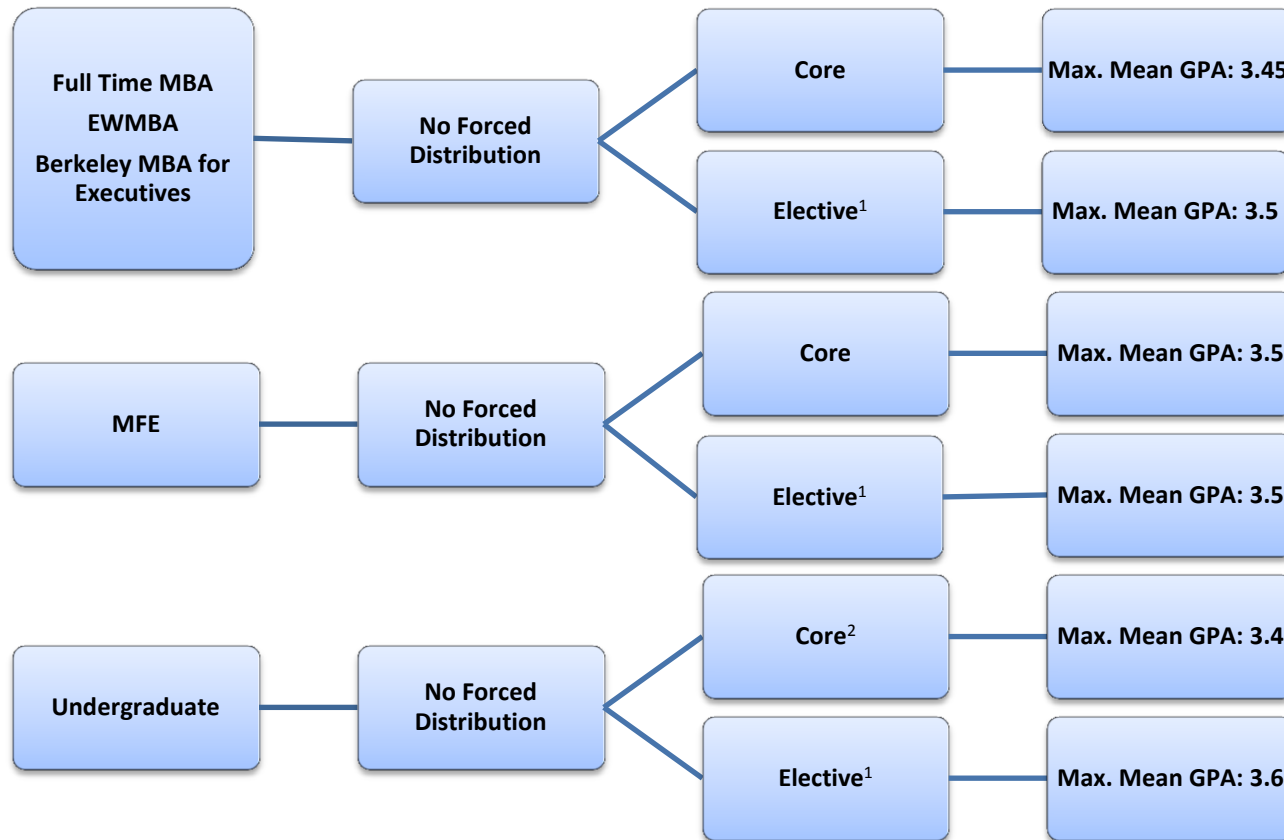 Full Time MBA
EWMBA
Berkeley MBA for
Executives
No Forced
Distribution
Core
Max. Mean GPA: 3.45
Elective¹
Max. Mean GPA: 3.5
MFE
No Forced
Distribution
Core
Max. Mean GPA: 3.5
Elective¹
Max. Mean GPA: 3.5
Undergraduate
No Forced
Distribution
Core²
Max. Mean GPA: 3.4
Elective¹
Max. Mean GPA: 3.6